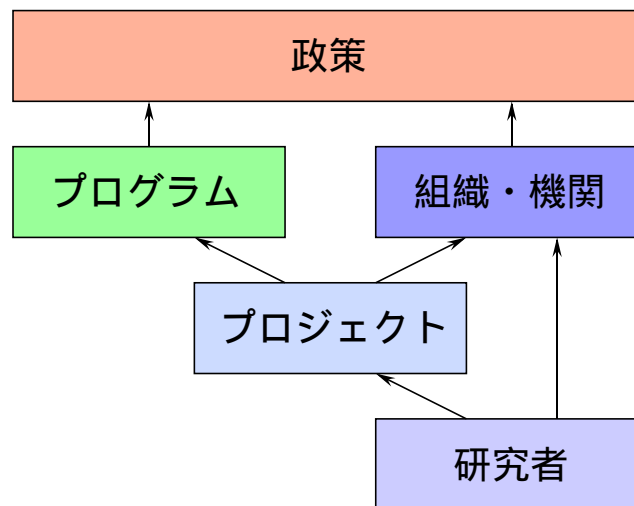 政策
プログラム
組織・機関
プロジェクト
研究者